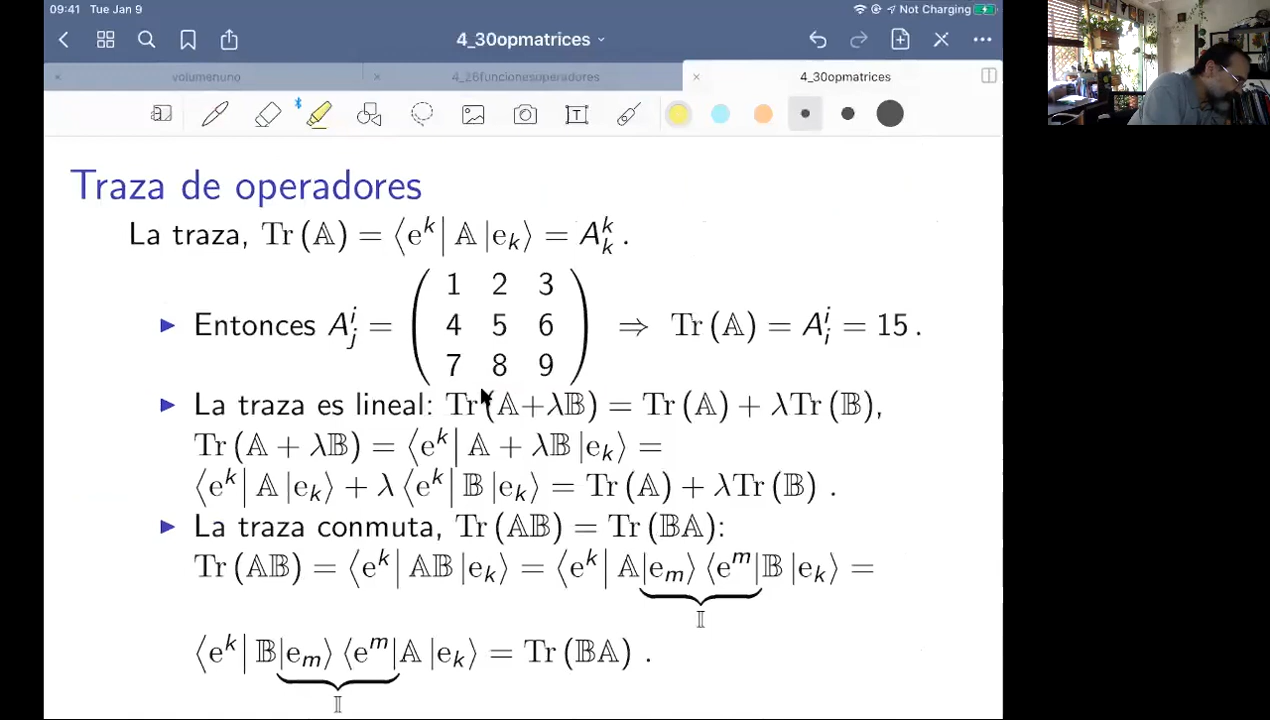 09:41 Tue Jan 9
Not Charging
4_30opmatrices
volumenuno
4_26funcionesoperadores
4_30opmatrices
Traza de operadores
La traza, Tr (𝔸) = ⟨e^k| 𝔸 |e_k⟩ = A^k_k .
▶ Entonces A^i_j = ( 1 2 3
4 5 6
7 8 9 ) ⇒ Tr (𝔸) = A^i_i = 15 .
▶ La traza es lineal: Tr (𝔸+λ𝔹) = Tr (𝔸) + λTr (𝔹),
Tr (𝔸 + λ𝔹) = ⟨e^k| 𝔸 + λ𝔹 |e_k⟩ =
⟨e^k| 𝔸 |e_k⟩ + λ ⟨e^k| 𝔹 |e_k⟩ = Tr (𝔸) + λTr (𝔹) .
▶ La traza conmuta, Tr (𝔸𝔹) = Tr (𝔹𝔸):
Tr (𝔸𝔹) = ⟨e^k| 𝔸𝔹 |e_k⟩ = ⟨e^k| 𝔸|e_m⟩ ⟨e^m|𝔹 |e_k⟩ =
𝕀
⟨e^k| 𝔹|e_m⟩ ⟨e^m|𝔸 |e_k⟩ = Tr (𝔹𝔸) .
𝕀